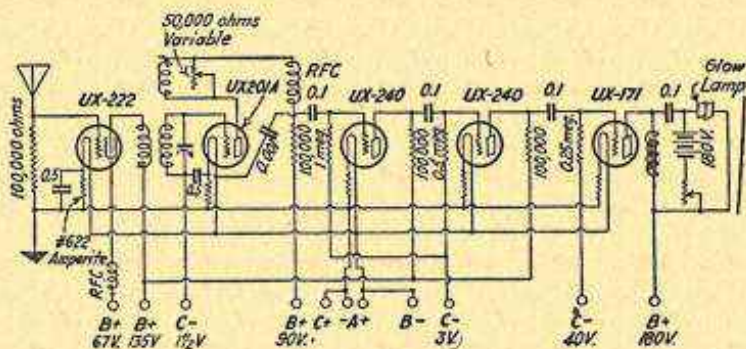 50,000 ohms
Variable
UX-222
UX201A
RFC
0.1
UX-240
0.1
UX-240
0.1
UX-171
0.1
Glow
Lamp
100,000 ohms
0.5
100,000
1 meg.
100,000
100,000
0.25 meg.
180V.
#622
Amperite
RFC
B+
67V.
B+
135V
C-
1½V
B+
90V.
C+
-A+
B-
C-
3V.
C-
40V.
B+
180V.